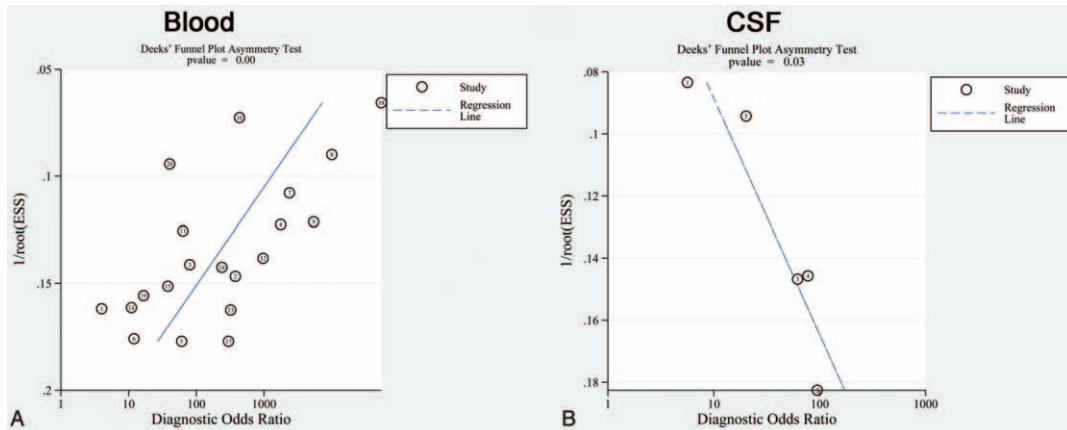 Blood
Deeks' Funnel Plot Asymmetry Test
pvalue = 0.00
.05
.1
.15
.2
1/root(ESS)
1
10
100
1000
Diagnostic Odds Ratio
Study
Regression
Line
A
CSF
Deeks' Funnel Plot Asymmetry Test
pvalue = 0.03
.08
.1
.12
.14
.16
.18
1/root(ESS)
1
10
100
1000
Diagnostic Odds Ratio
Study
Regression
Line
B